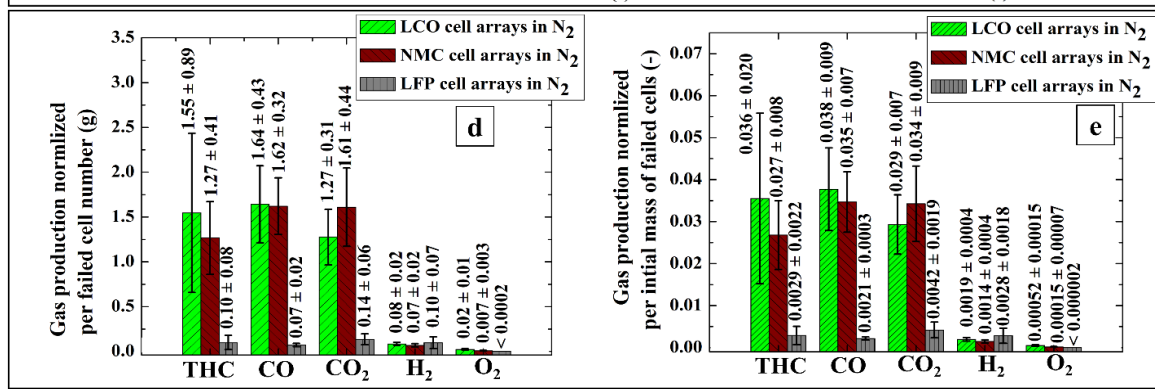 LCO cell arrays in N2
NMC cell arrays in N2
LFP cell arrays in N2
d
Gas production normlized
per failed cell number (g)
3.5
3.0
2.5
2.0
1.5
1.0
0.5
0.0
1.55 ± 0.89
1.27 ± 0.41
0.10 ± 0.08
1.64 ± 0.43
1.62 ± 0.32
0.07 ± 0.02
1.27 ± 0.31
1.61 ± 0.44
0.14 ± 0.06
0.08 ± 0.02
0.07 ± 0.02
0.10 ± 0.07
0.02 ± 0.01
0.007 ± 0.003
< 0.0002
THC CO CO2 H2 O2
LCO cell arrays in N2
NMC cell arrays in N2
LFP cell arrays in N2
e
Gas production normlized
per intial mass of failed cells (-)
0.07
0.06
0.05
0.04
0.03
0.02
0.01
0.00
0.036 ± 0.020
0.027 ± 0.008
0.0029 ± 0.0022
0.038 ± 0.009
0.035 ± 0.007
0.0021 ± 0.0003
0.029 ± 0.007
0.034 ± 0.009
0.0042 ± 0.0019
0.0019 ± 0.0004
0.0014 ± 0.0004
0.0028 ± 0.0018
0.00052 ± 0.00015
0.00015 ± 0.00007
< 0.000002
THC CO CO2 H2 O2